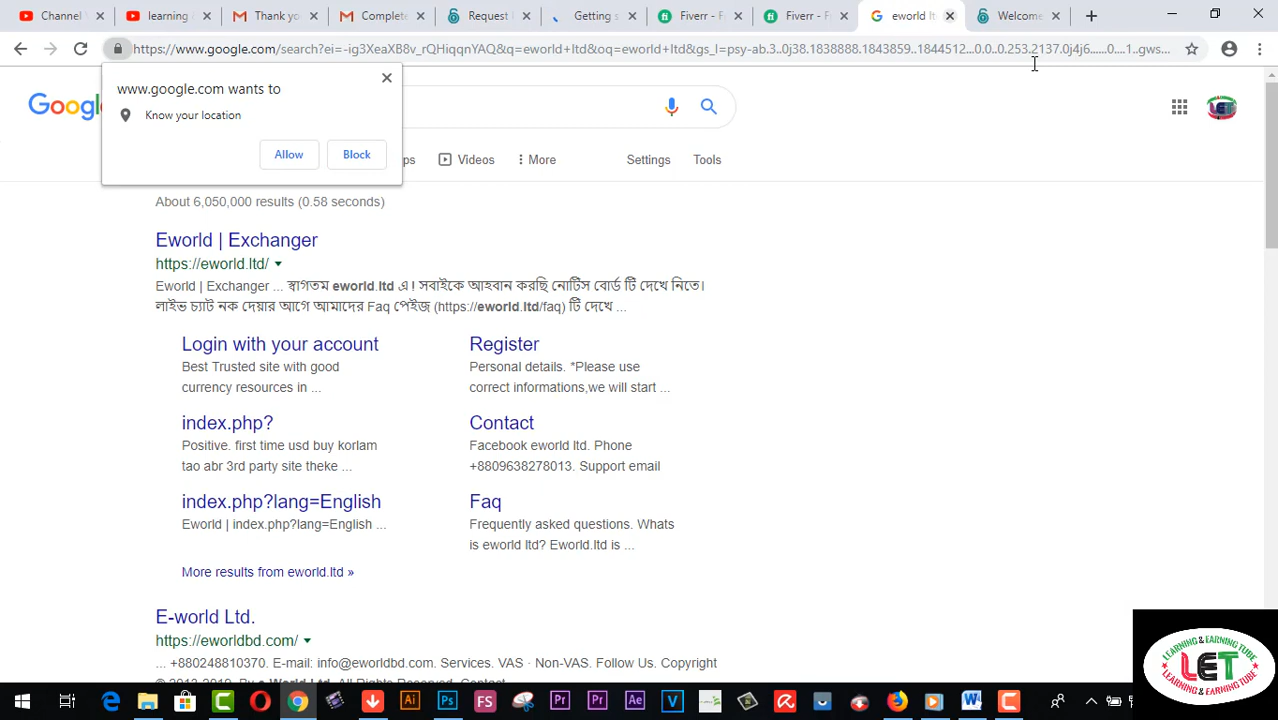 Channel V
learning
Thank yo
Complete
Request
Getting s
Fiverr - F
Fiverr - F
eworld lt
Welcome
https://www.google.com/search?ei=-ig3XeaXB8v_rQHiqqnYAQ&q=eworld+ltd&oq=eworld+ltd&gs_l=psy-ab.3..0j38.1838888.1843859..1844512...0.0..0.253.2137.0j4j6......0....1..gws...
www.google.com wants to
Know your location
Allow
Block
Goog
ps
Videos
More
Settings
Tools
About 6,050,000 results (0.58 seconds)
Eworld | Exchanger
https://eworld.ltd/
Eworld | Exchanger ... স্বাগতম eworld.ltd এ ! সবাইকে আহবান করছি নোটিস বোর্ড টি দেখে নিতে।
লাইভ চ্যাট নক দেয়ার আগে আমাদের Faq পেইজ (https://eworld.ltd/faq) টি দেখে ...
Login with your account
Best Trusted site with good
currency resources in ...
Register
Personal details. *Please use
correct informations,we will start ...
index.php?
Positive. first time usd buy korlam
tao abr 3rd party site theke ...
Contact
Facebook eworld ltd. Phone
+8809638278013. Support email
index.php?lang=English
Eworld | index.php?lang=English ...
Faq
Frequently asked questions. Whats
is eworld ltd? Eworld.ltd is ...
More results from eworld.ltd »
E-world Ltd.
https://eworldbd.com/
... +880248810370. E-mail: info@eworldbd.com. Services. VAS · Non-VAS. Follow Us. Copyright
LEARNING & EARNING TUBE
LET
LEARNING & EARNING TUBE